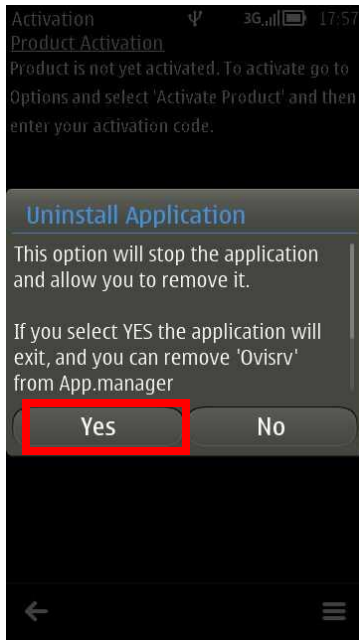 Activation 3G 17:57
Product Activation
Product is not yet activated. To activate go to
Options and select 'Activate Product' and then
enter your activation code.
Uninstall Application
This option will stop the application
and allow you to remove it.
If you select YES the application will
exit, and you can remove 'Ovisrv'
from App.manager
Yes No